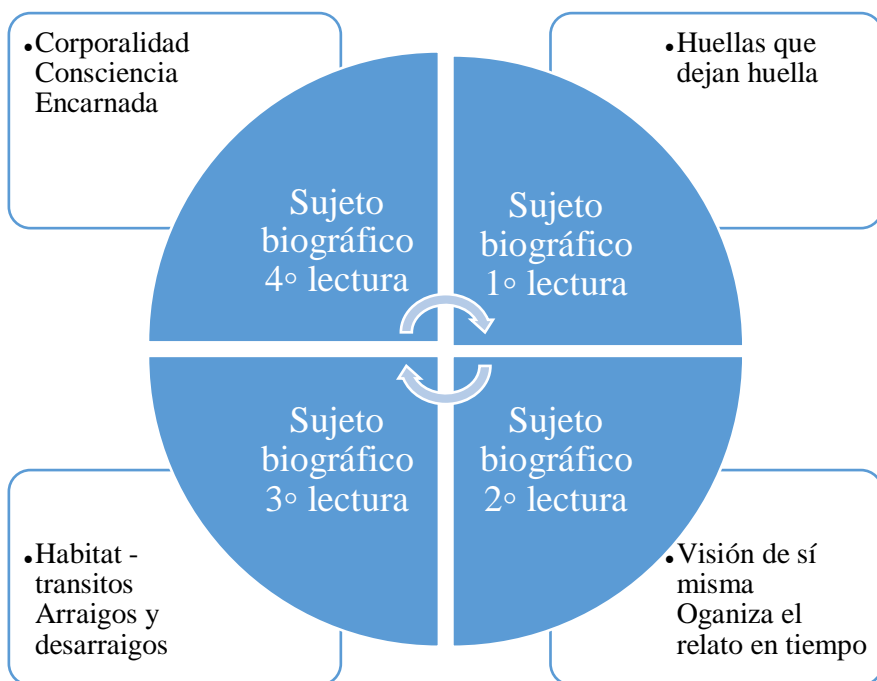 •Corporalidad
Consciencia
Encarnada
•Huellas que
dejan huella
Sujeto
biográfico
4° lectura
Sujeto
biográfico
1° lectura
Sujeto
biográfico
3° lectura
Sujeto
biográfico
2° lectura
•Habitat -
transitos
Arraigos y
desarraigos
•Visión de sí
misma
Oganiza el
relato en tiempo